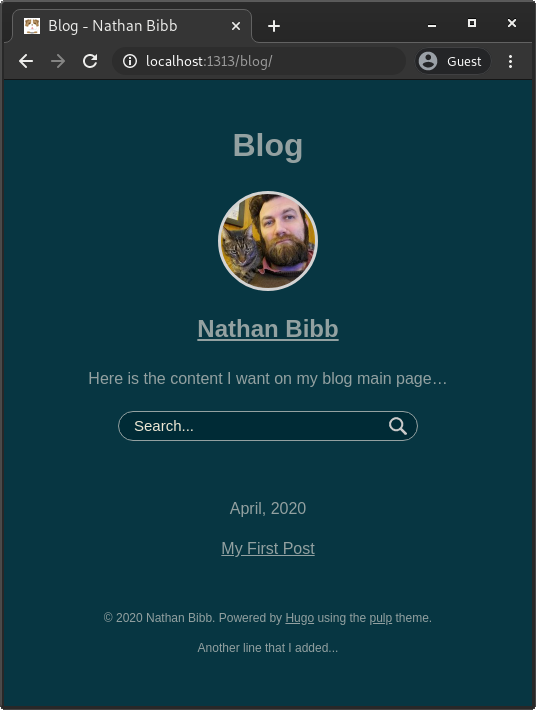 Blog - Nathan Bibb
localhost:1313/blog/
Guest
Blog
Nathan Bibb
Here is the content I want on my blog main page…
Search...
April, 2020
My First Post
© 2020 Nathan Bibb. Powered by Hugo using the pulp theme.
Another line that I added...